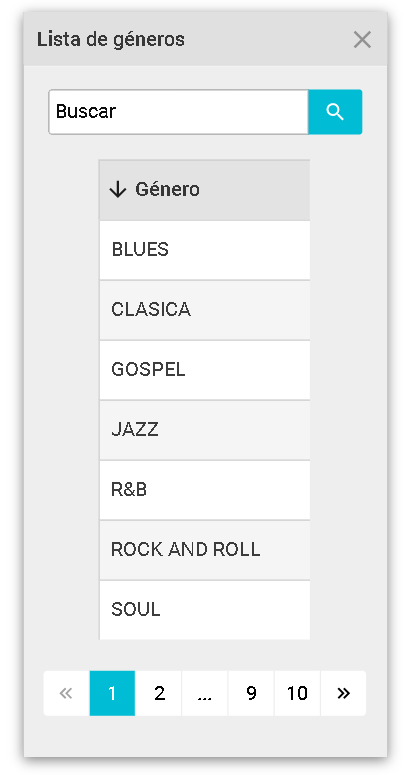 Lista de géneros
Buscar
Género
BLUES
CLASICA
GOSPEL
JAZZ
R&B
ROCK AND ROLL
SOUL
« 1 2 ... 9 10 »